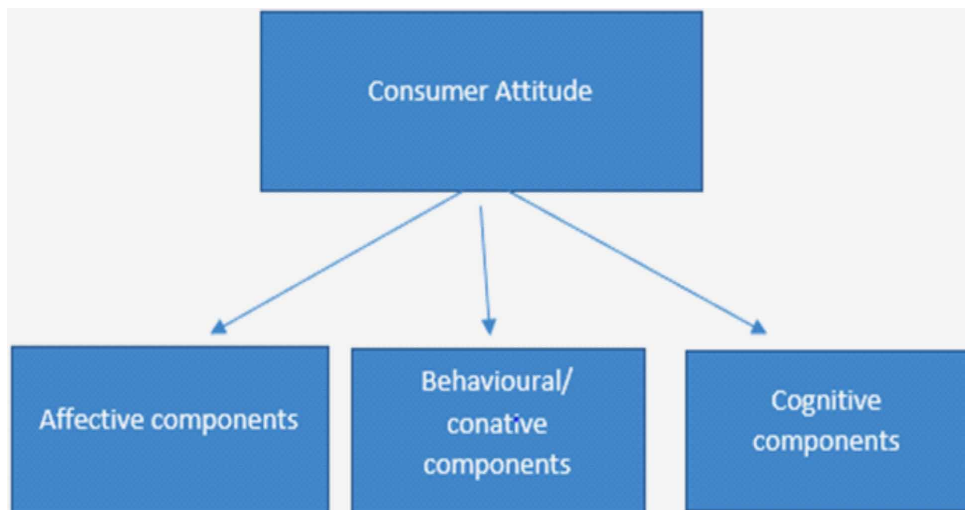 Consumer Attitude
Affective components
Behavioural/
conative
components
Cognitive
components